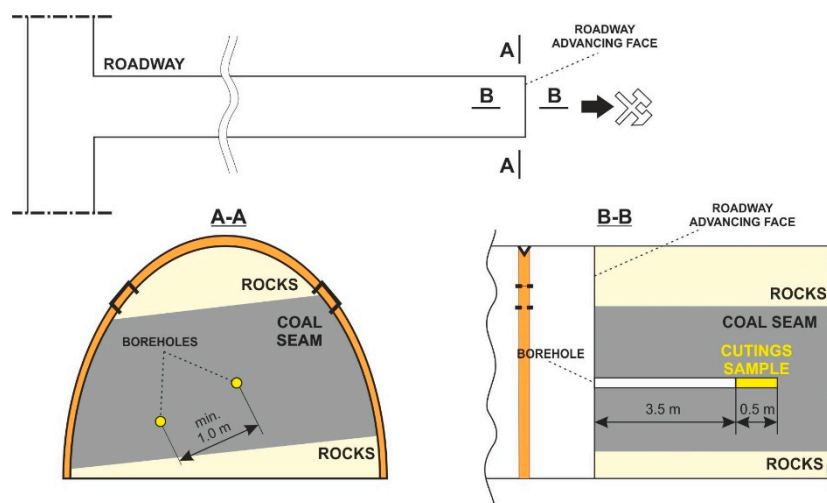 ROADWAY
A
ROADWAY
ADVANCING FACE
B
B
A
A-A
ROCKS
COAL
SEAM
BOREHOLES
min.
1.0 m
ROCKS
B-B
ROADWAY
ADVANCING FACE
ROCKS
COAL SEAM
CUTINGS
SAMPLE
BOREHOLE
3.5 m
0.5 m
ROCKS